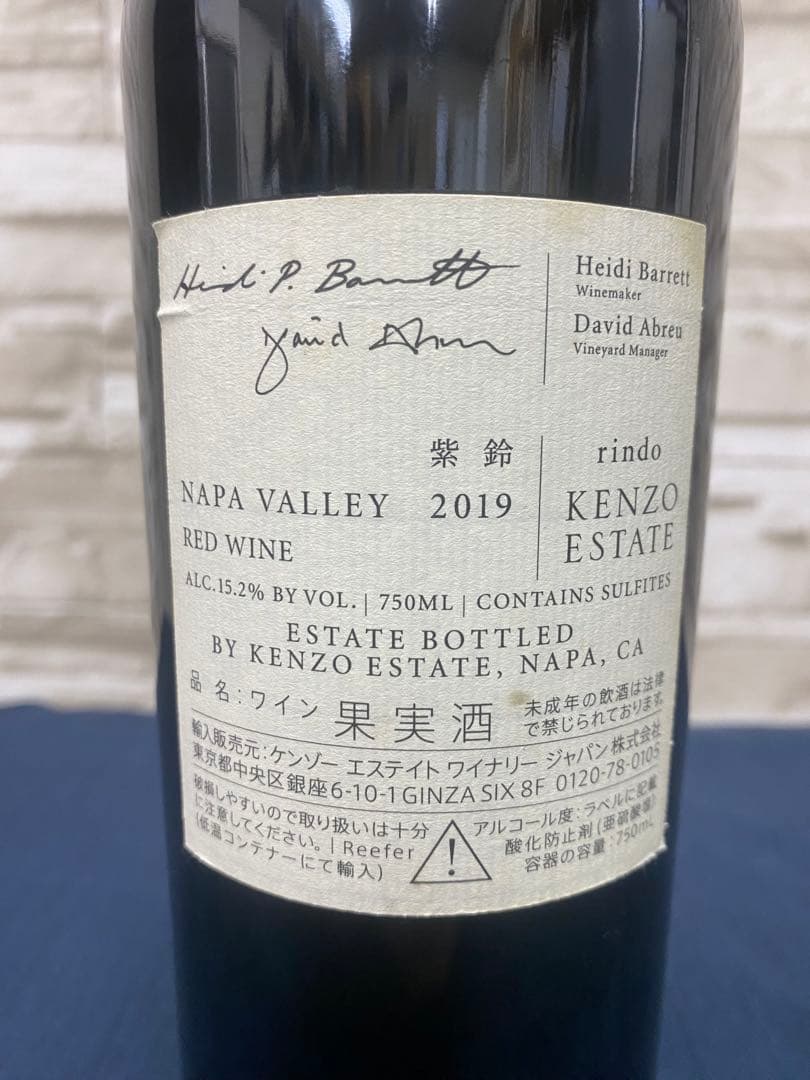 Heidi P. Barrett
David Abreu
Heidi Barrett
Winemaker
David Abreu
Vineyard Manager
紫鈴
rindo
NAPA VALLEY 2019
RED WINE
KENZO
ESTATE
ALC.15.2% BY VOL. | 750ML | CONTAINS SULFITES
ESTATE BOTTLED
BY KENZO ESTATE, NAPA, CA
品名:ワイン 果実酒
未成年の飲酒は法律
で禁じられております。
輸入販売元:ケンゾー エステイト ワイナリー ジャパン株式会社
東京都中央区銀座6-10-1GINZA SIX 8F 0120-78-0105
破損しやすいので取り扱いは十分
に注意してください。| Reefer
(低温コンテナーにて輸入)
アルコール度:ラベルに記載
酸化防止剤(亜硫酸塩)
容器の容量:750mL